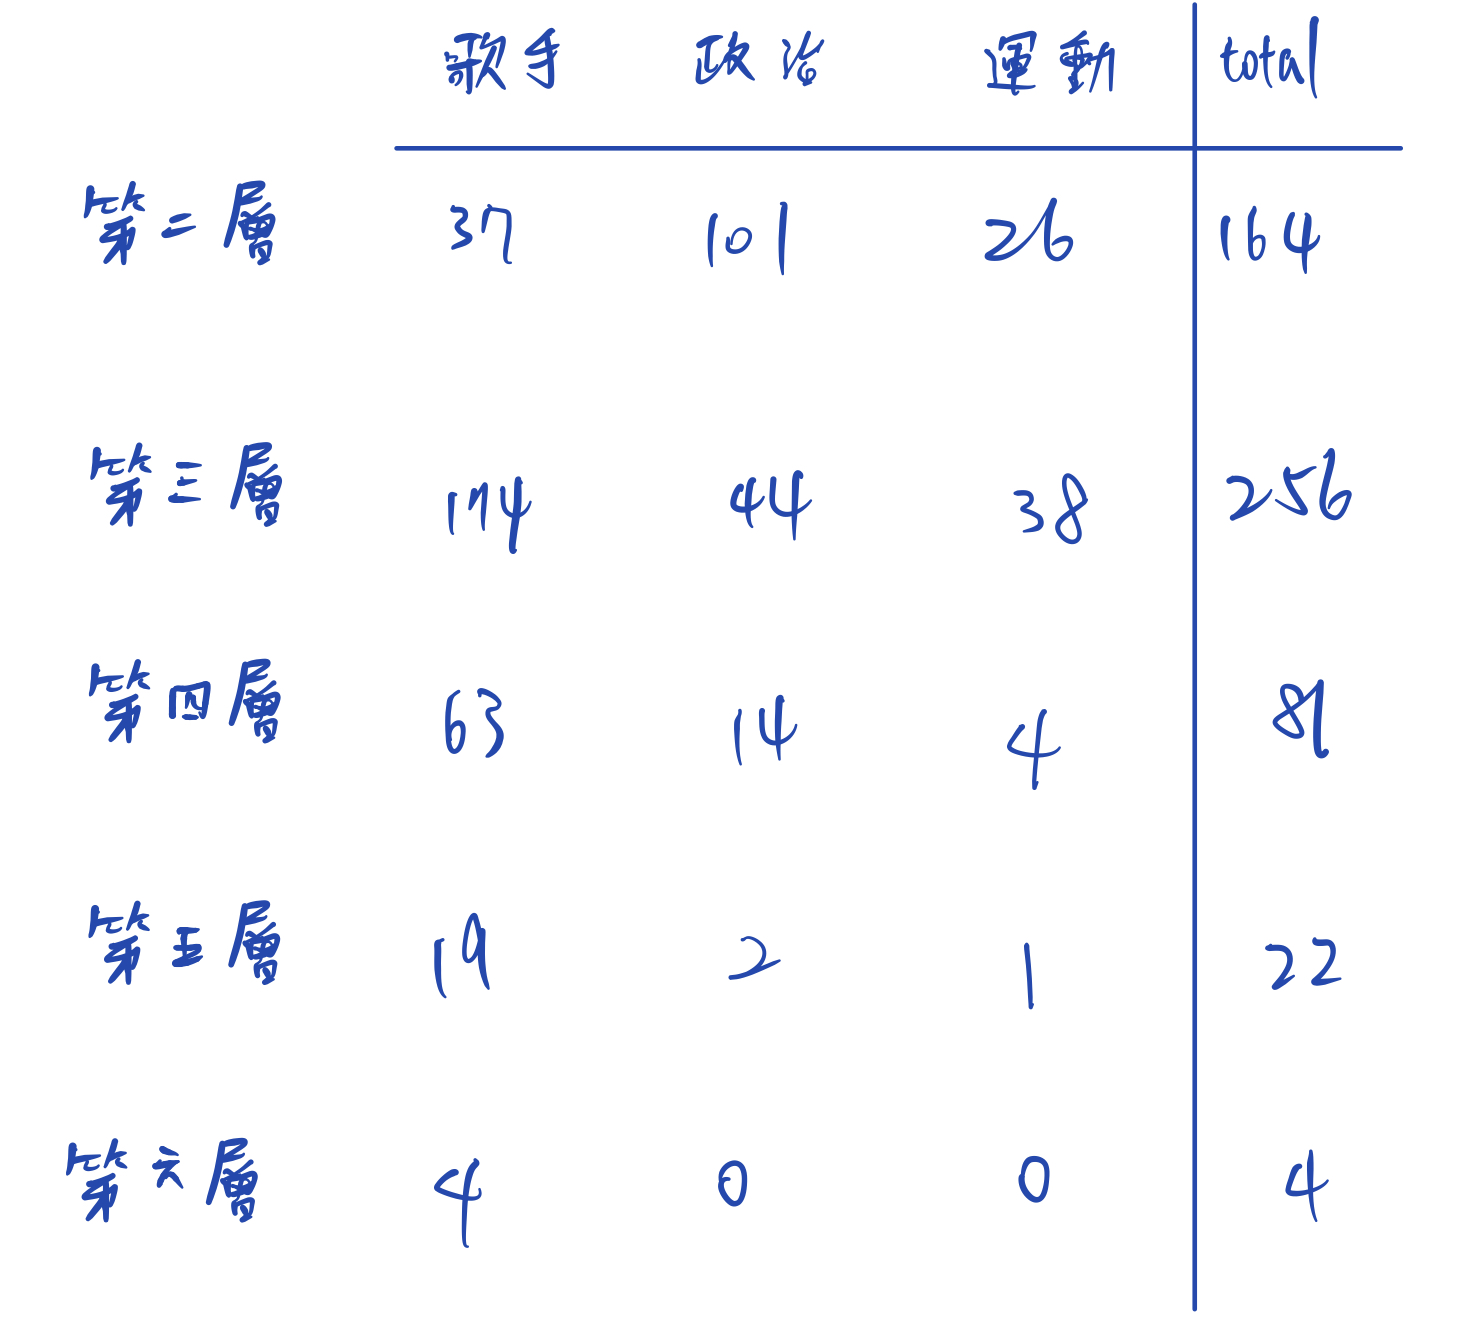 歌手 政治 運動 total
第二層 37 101 26 164
第三層 174 44 38 256
第四層 63 14 4 81
第五層 19 2 1 22
第六層 4 0 0 4